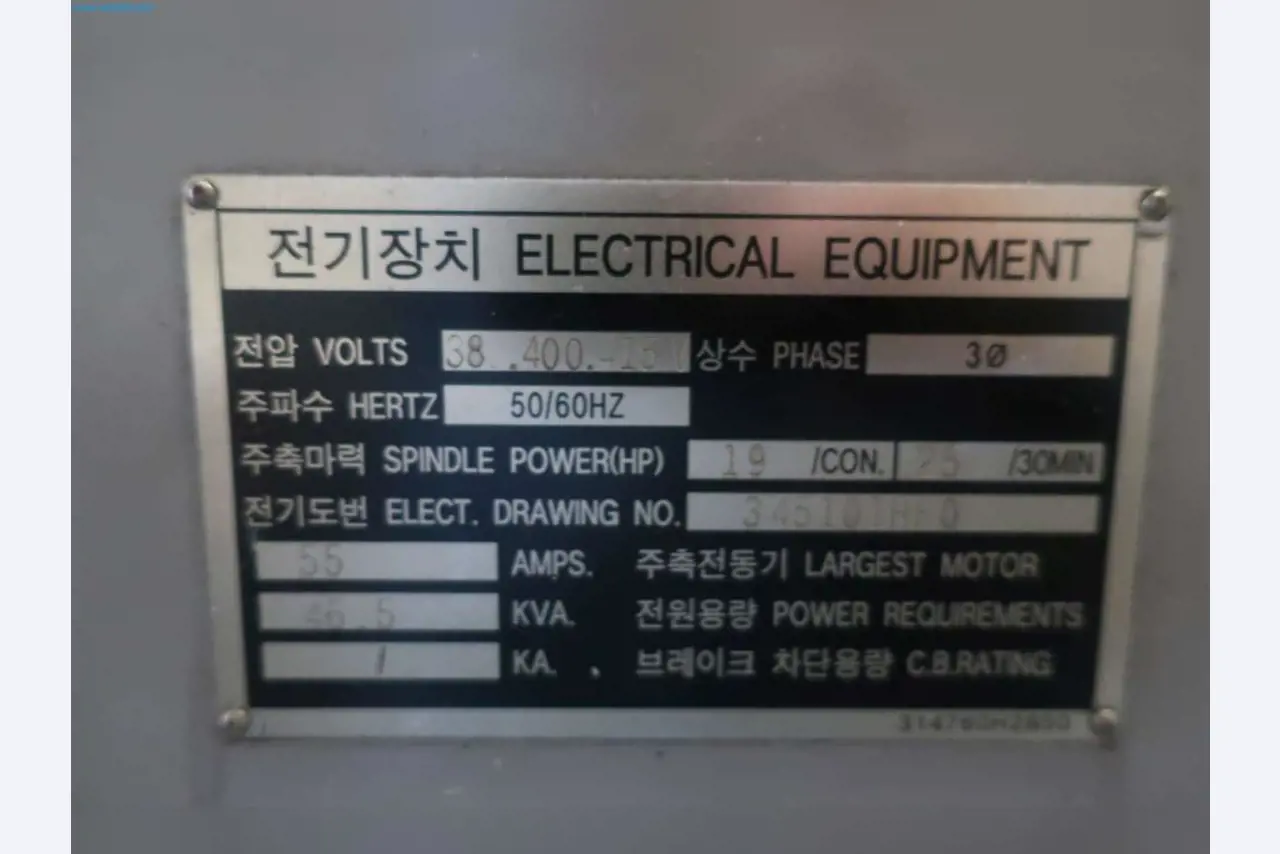 전기장치 ELECTRICAL EQUIPMENT
전압 VOLTS 상수 PHASE 3Ø
주파수 HERTZ 50/60HZ
주축마력 SPINDLE POWER(HP) 19 /CON. 25 /30MIN
전기도번 ELECT. DRAWING NO.
55 AMPS. 주축전동기 LARGEST MOTOR
46.5 KVA. 전원용량 POWER REQUIREMENTS
/ KA. 브레이크 차단용량 C.B.RATING